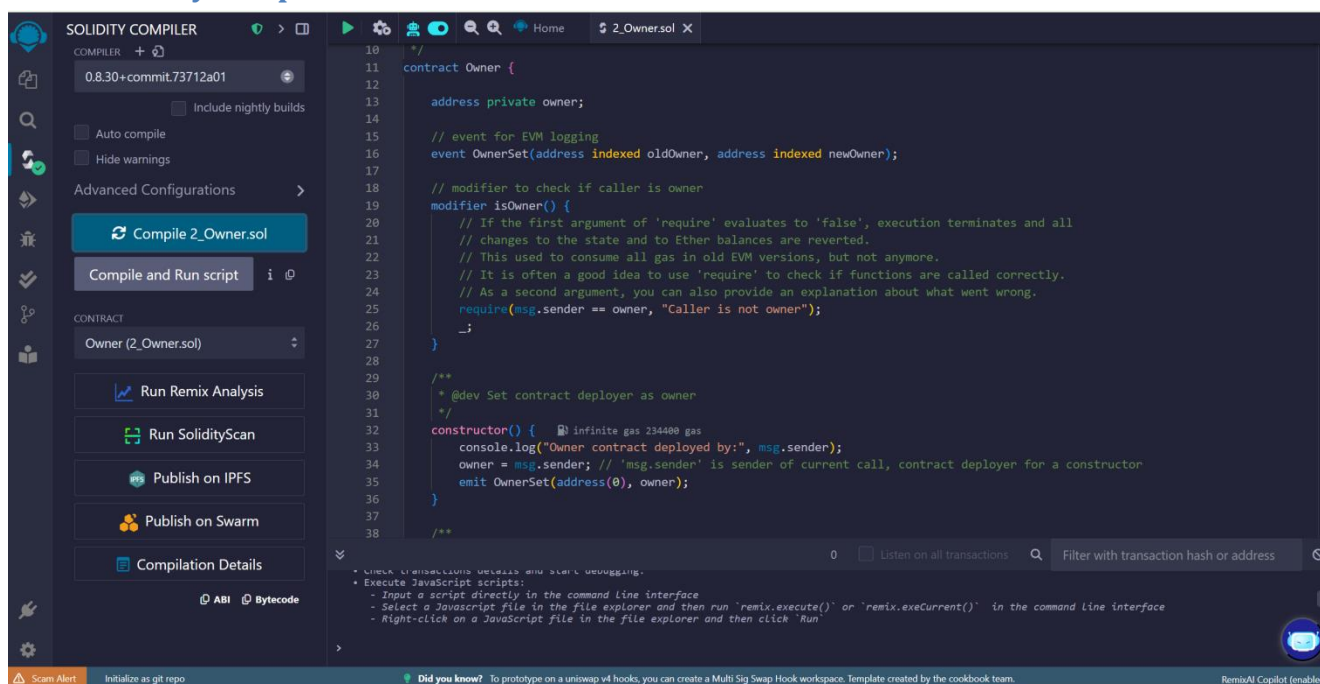 SOLIDITY COMPILER
COMPILER
0.8.30+commit.73712a01
Include nightly builds
Auto compile
Hide warnings
Advanced Configurations
Compile 2_Owner.sol
Compile and Run script
CONTRACT
Owner (2_Owner.sol)
Run Remix Analysis
Run SolidityScan
Publish on IPFS
Publish on Swarm
Compilation Details
ABI Bytecode
Home 2_Owner.sol
10 */
11 contract Owner {
12
13 address private owner;
14
15 // event for EVM logging
16 event OwnerSet(address indexed oldOwner, address indexed newOwner);
17
18 // modifier to check if caller is owner
19 modifier isOwner() {
20 // If the first argument of 'require' evaluates to 'false', execution terminates and all
21 // changes to the state and to Ether balances are reverted.
22 // This used to consume all gas in old EVM versions, but not anymore.
23 // It is often a good idea to use 'require' to check if functions are called correctly.
24 // As a second argument, you can also provide an explanation about what went wrong.
25 require(msg.sender == owner, "Caller is not owner");
26 _;
27 }
28
29 /**
30 * @dev Set contract deployer as owner
31 */
32 constructor() { infinite gas 234400 gas
33 console.log("Owner contract deployed by:", msg.sender);
34 owner = msg.sender; // 'msg.sender' is sender of current call, contract deployer for a constructor
35 emit OwnerSet(address(0), owner);
36 }
37
38 /**
0 Listen on all transactions Filter with transaction hash or address
• Check transactions details and start debugging.
• Execute JavaScript scripts:
- Input a script directly in the command line interface
- Select a Javascript file in the file explorer and then run `remix.execute()` or `remix.exeCurrent()` in the command line interface
- Right-click on a JavaScript file in the file explorer and then click `Run`
>
Scam Alert Initialize as git repo Did you know? To prototype on a uniswap v4 hooks, you can create a Multi Sig Swap Hook workspace. Template created by the cookbook team. RemixAI Copilot (enable